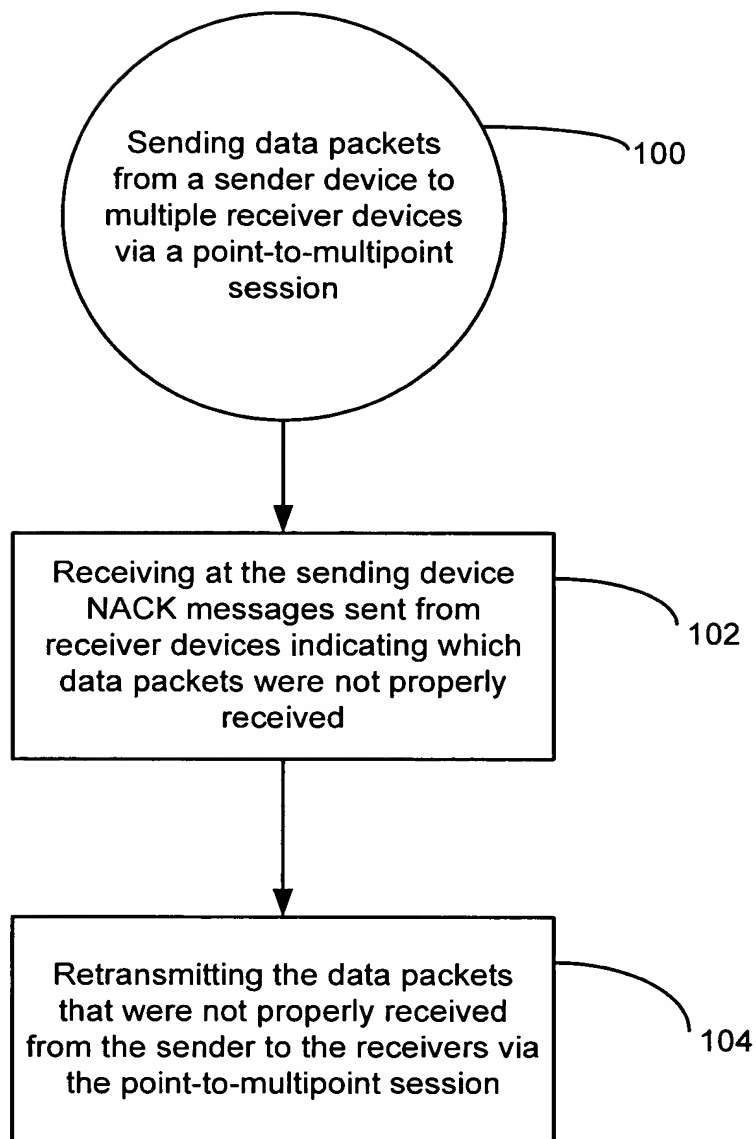 Sending data packets
from a sender device to
multiple receiver devices
via a point-to-multipoint
session
100
Receiving at the sending device
NACK messages sent from
receiver devices indicating which
data packets were not properly
received
102
Retransmitting the data packets
that were not properly received
from the sender to the receivers via
the point-to-multipoint session
104